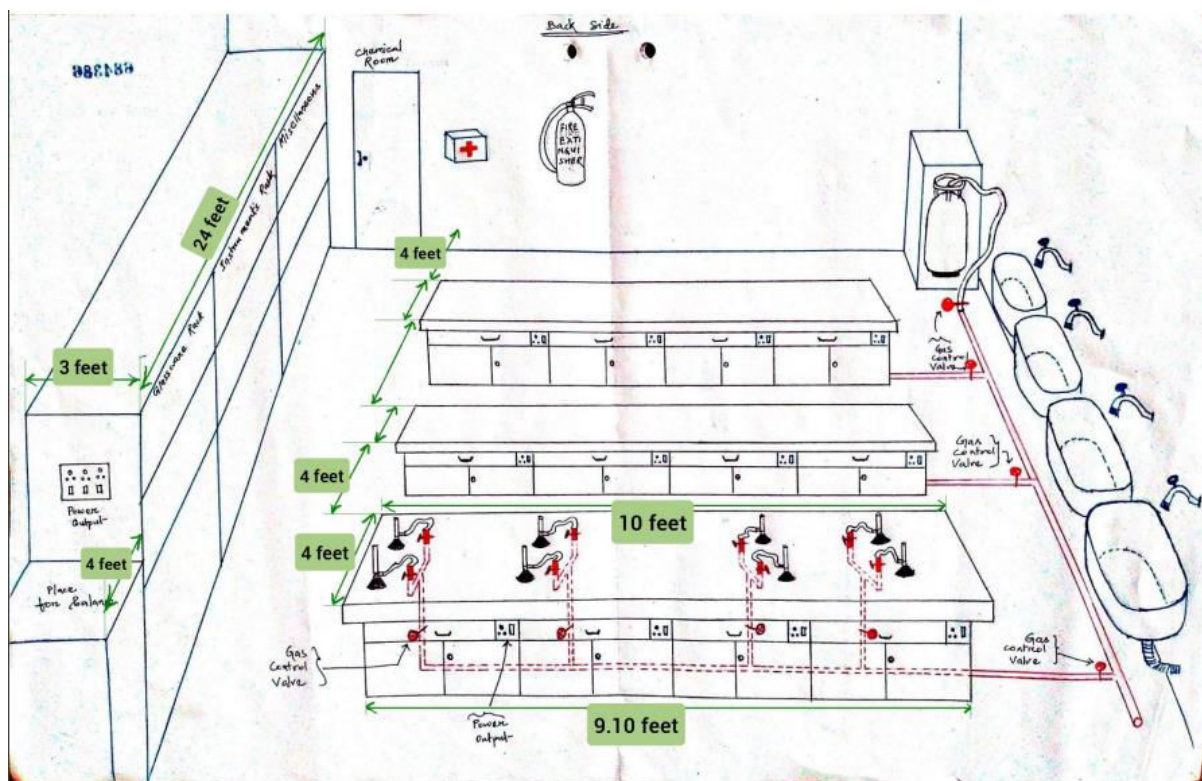 Back Side
Chemical
Room
FIRE
EXTI
NGUI
SHER
24 feet
Miscellaneous
Instruments Rack
Glassware Rack
4 feet
3 feet
Gas
Control
Valve
Power
Output
Gas
Control
Valve
4 feet
10 feet
4 feet
4 feet
Place
for Balance
Gas
Control
Valve
Gas
Control
Valve
Power
Output
9.10 feet